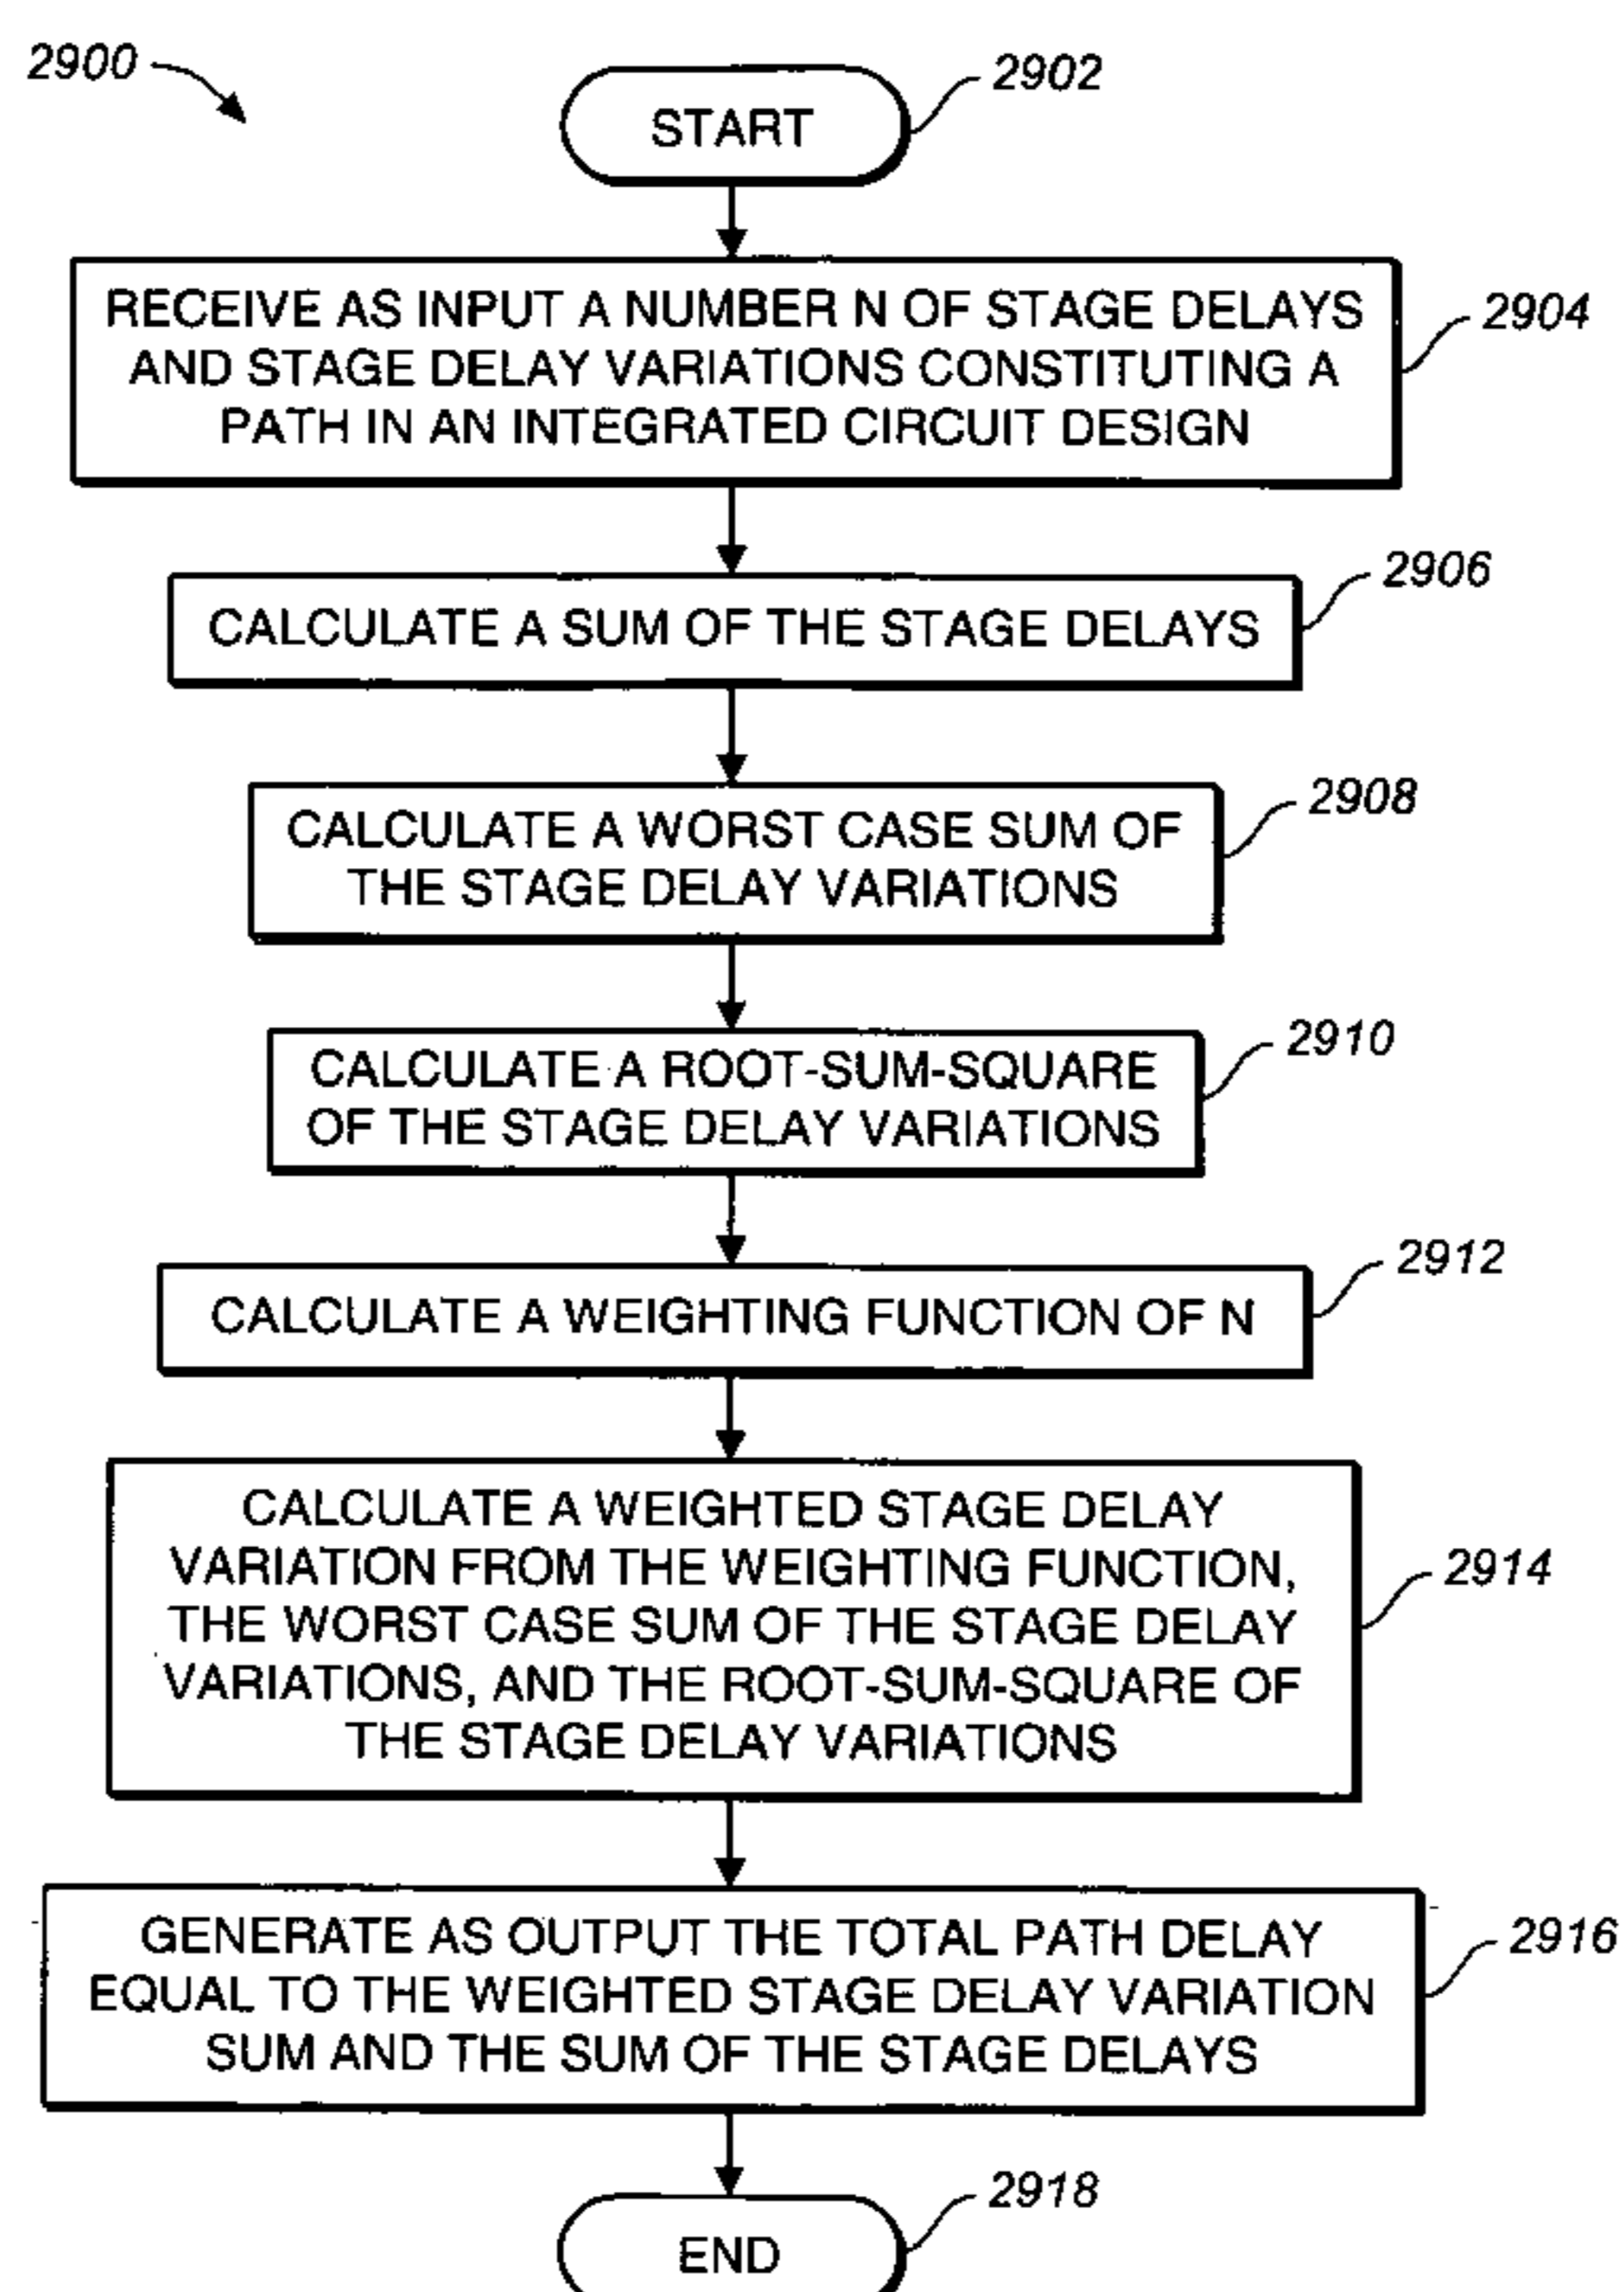 2900
2902
START
RECEIVE AS INPUT A NUMBER N OF STAGE DELAYS
AND STAGE DELAY VARIATIONS CONSTITUTING A
PATH IN AN INTEGRATED CIRCUIT DESIGN
2904
2906
CALCULATE A SUM OF THE STAGE DELAYS
2908
CALCULATE A WORST CASE SUM OF
THE STAGE DELAY VARIATIONS
2910
CALCULATE A ROOT-SUM-SQUARE
OF THE STAGE DELAY VARIATIONS
2912
CALCULATE A WEIGHTING FUNCTION OF N
CALCULATE A WEIGHTED STAGE DELAY
VARIATION FROM THE WEIGHTING FUNCTION,
THE WORST CASE SUM OF THE STAGE DELAY
VARIATIONS, AND THE ROOT-SUM-SQUARE OF
THE STAGE DELAY VARIATIONS
2914
GENERATE AS OUTPUT THE TOTAL PATH DELAY
EQUAL TO THE WEIGHTED STAGE DELAY VARIATION
SUM AND THE SUM OF THE STAGE DELAYS
2916
2918
END